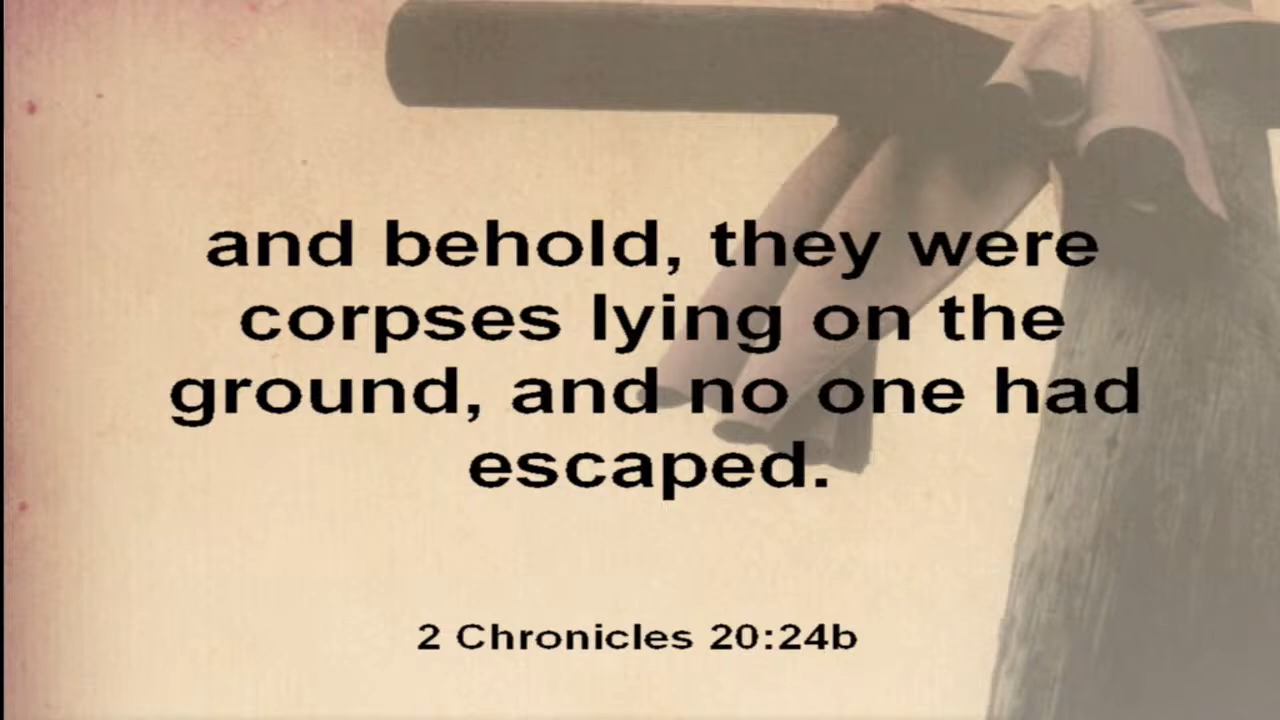 and behold, they were
corpses lying on the
ground, and no one had
escaped.
2 Chronicles 20:24b